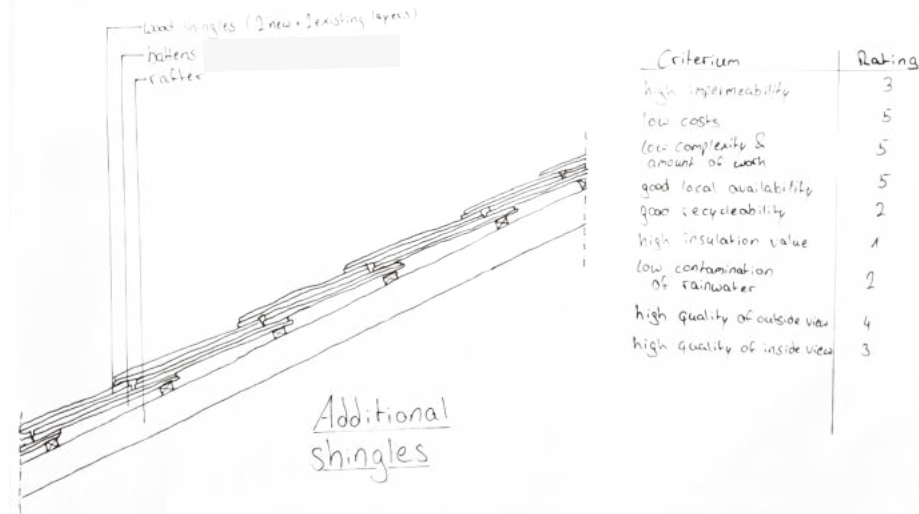 wood shingles (2 new + 2 existing layers)
battens
rafter
Criterium Rating
high impermeability 3
low costs 5
low complexity &
amount of work 5
good local availability 5
good recycleability 2
high insulation value 1
low contamination
of rainwater 2
high quality of outside view 4
high quality of inside view 3
Additional
shingles